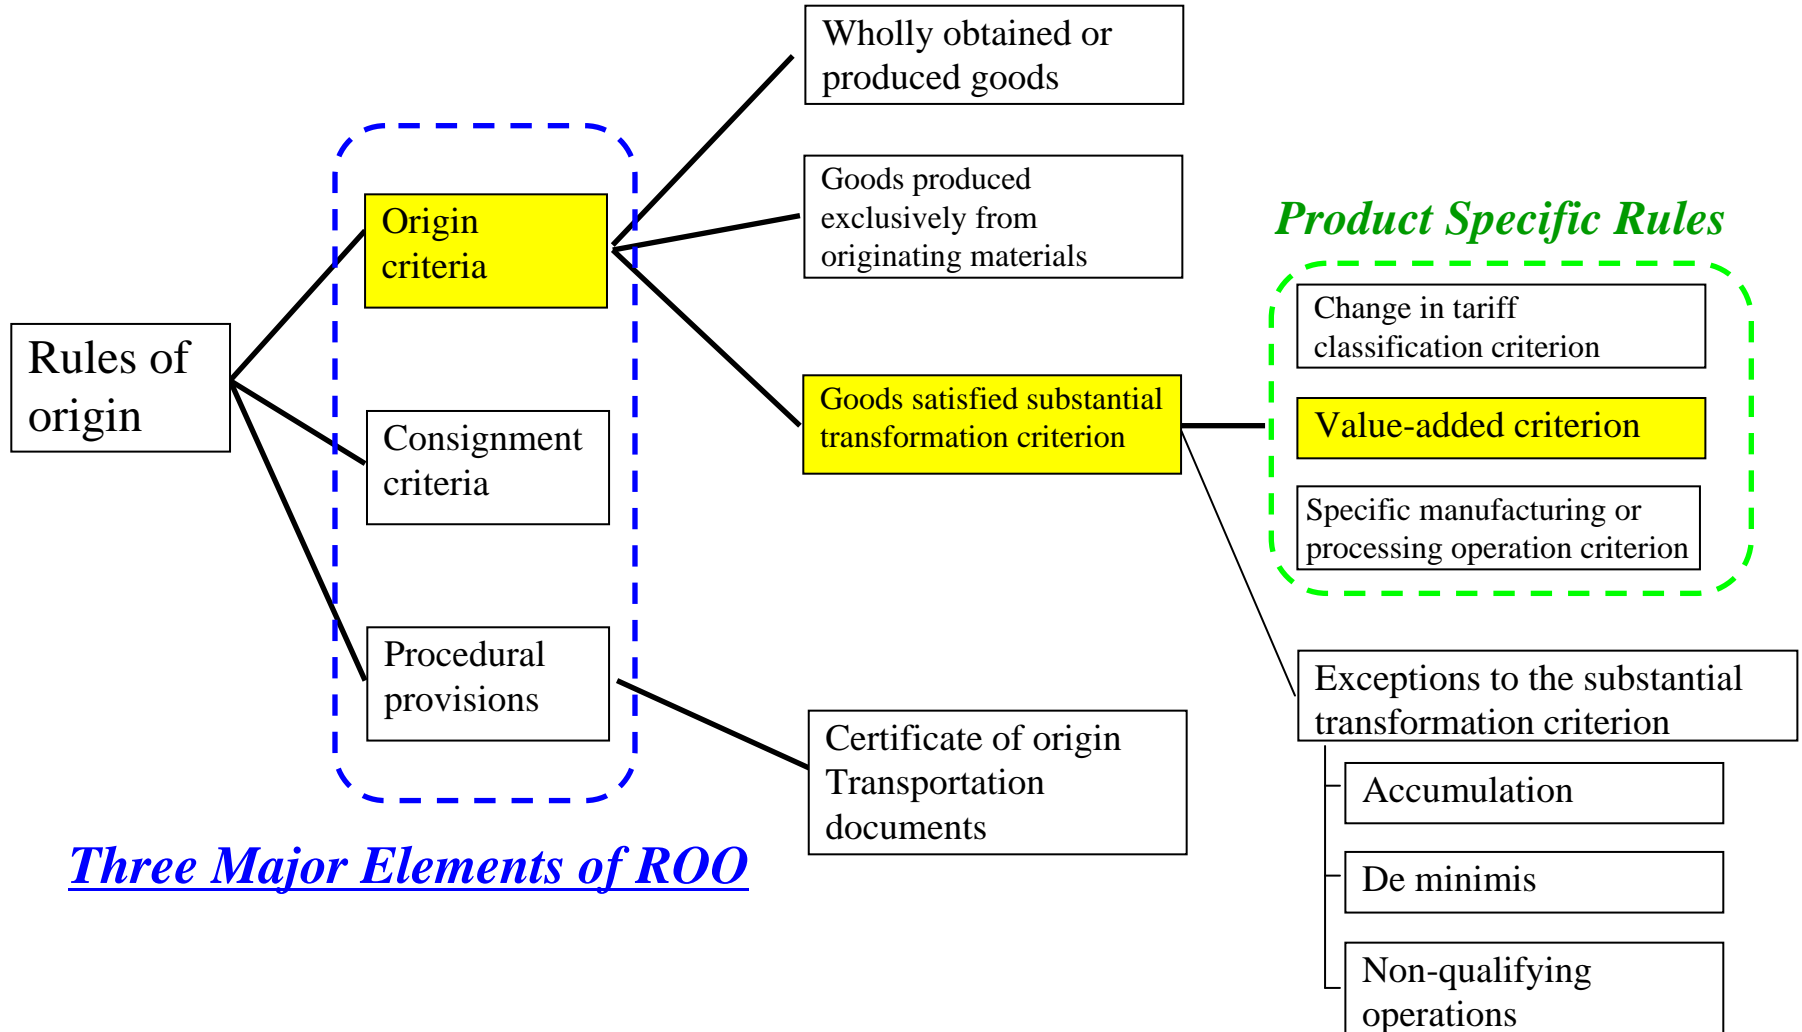 Rules of
origin
Origin
criteria
Consignment
criteria
Procedural
provisions
Three Major Elements of ROO
Wholly obtained or
produced goods
Goods produced
exclusively from
originating materials
Goods satisfied substantial
transformation criterion
Certificate of origin
Transportation
documents
Product Specific Rules
Change in tariff
classification criterion
Value-added criterion
Specific manufacturing or
processing operation criterion
Exceptions to the substantial
transformation criterion
Accumulation
De minimis
Non-qualifying
operations